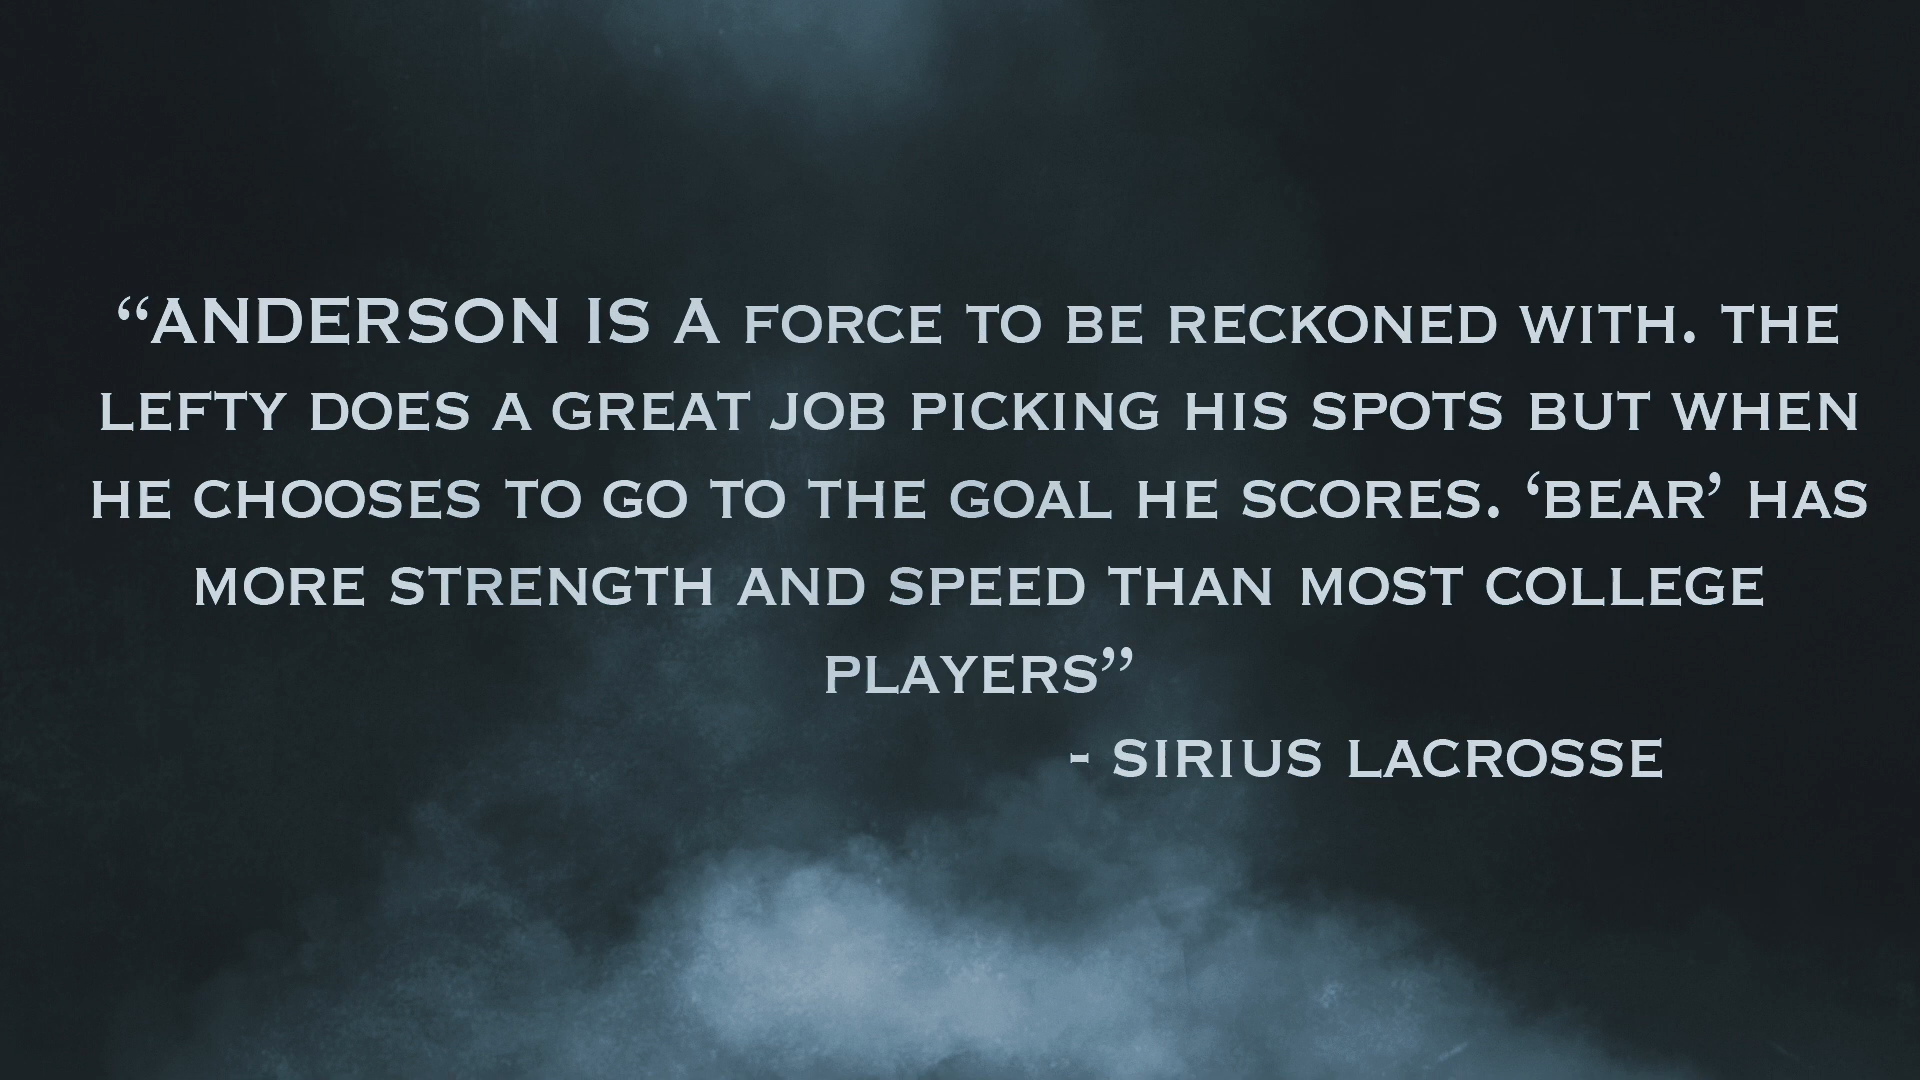 “ANDERSON IS A FORCE TO BE RECKONED WITH. THE
LEFTY DOES A GREAT JOB PICKING HIS SPOTS BUT WHEN
HE CHOOSES TO GO TO THE GOAL HE SCORES. ‘BEAR’ HAS
MORE STRENGTH AND SPEED THAN MOST COLLEGE
PLAYERS”
- SIRIUS LACROSSE